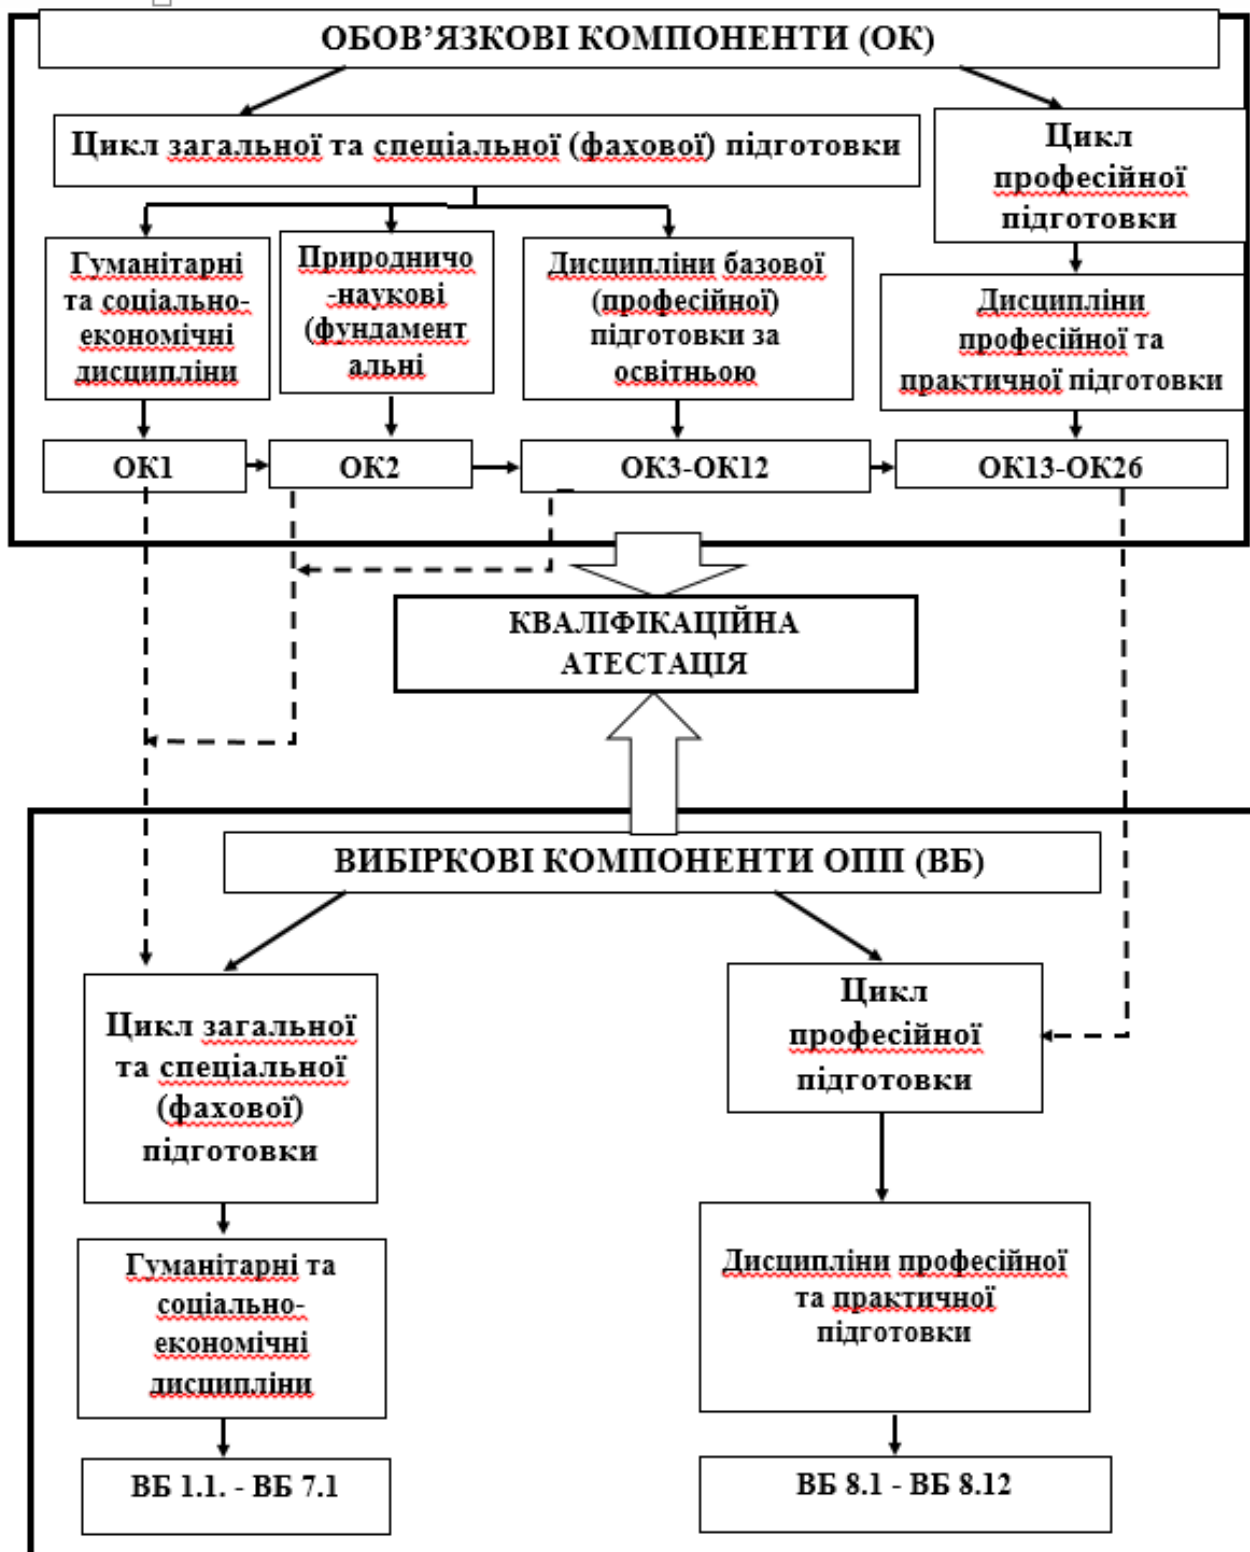 ОБОВ’ЯЗКОВІ КОМПОНЕНТИ (ОК)
Цикл загальної та спеціальної (фахової) підготовки
Цикл
професійної
підготовки
Гуманітарні
та соціально-
економічні
дисципліни
Природничо
-наукові
(фундамент
альні
Дисципліни базової
(професійної)
підготовки за
освітньою
Дисципліни
професійної та
практичної підготовки
ОК1
ОК2
ОК3-ОК12
ОК13-ОК26
КВАЛІФІКАЦІЙНА
АТЕСТАЦІЯ
ВИБІРКОВІ КОМПОНЕНТИ ОПП (ВБ)
Цикл загальної
та спеціальної
(фахової)
підготовки
Цикл
професійної
підготовки
Гуманітарні та
соціально-
економічні
дисципліни
Дисципліни професійної
та практичної
підготовки
ВБ 1.1. - ВБ 7.1
ВБ 8.1 - ВБ 8.12